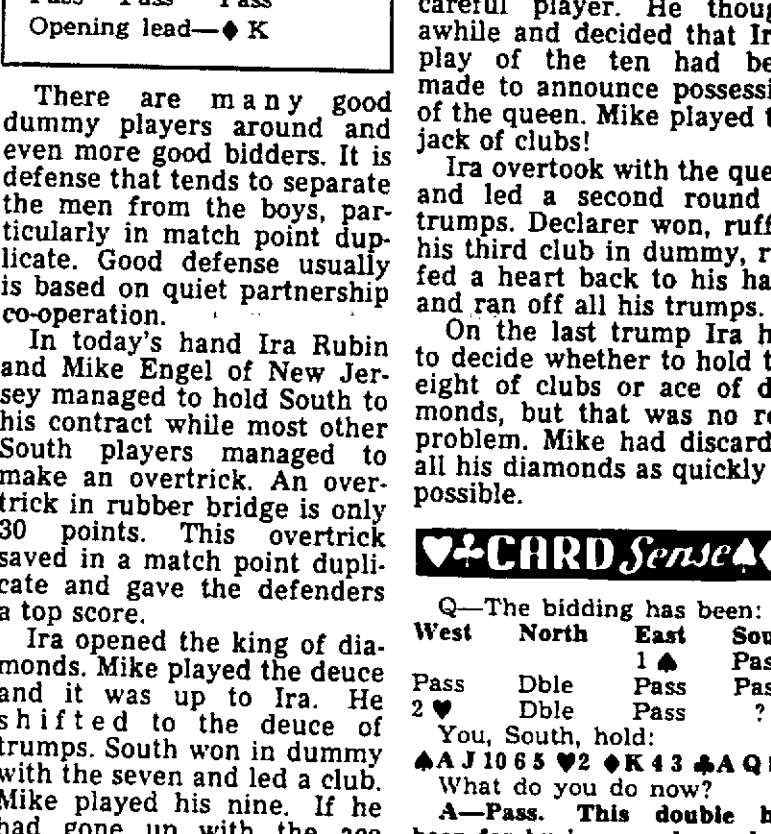 Pass Pass Pass
Opening lead—♦ K
There are many good
dummy players around and
even more good bidders. It is
defense that tends to separate
the men from the boys, par-
ticularly in match point dup-
licate. Good defense usually
is based on quiet partnership
co-operation.
In today's hand Ira Rubin
and Mike Engel of New Jer-
sey managed to hold South to
his contract while most other
South players managed to
make an overtrick. An over-
trick in rubber bridge is only
30 points. This overtrick
saved in a match point dupli-
cate and gave the defenders
a top score.
Ira opened the king of dia-
monds. Mike played the deuce
and it was up to Ira. He
shifted to the deuce of
trumps. South won in dummy
with the seven and led a club.
Mike played his nine. If he
had gone up with the ace
careful player. He thoug
awhile and decided that Ir
play of the ten had be
made to announce possessi
of the queen. Mike played t
jack of clubs!
Ira overtook with the que
and led a second round
trumps. Declarer won, ruff
his third club in dummy, r
fed a heart back to his ha
and ran off all his trumps.
On the last trump Ira h
to decide whether to hold t
eight of clubs or ace of d
monds, but that was no re
problem. Mike had discard
all his diamonds as quickly
possible.
♥♣CARD Sense♠
Q—The bidding has been:
West North East Sou
1 ♠ Pas
Pass Dble Pass Pas
2 ♥ Dble Pass ?
You, South, hold:
♠A J 10 6 5 ♥2 ♦K 4 3 ♣A Q
What do you do now?
A—Pass. This double h